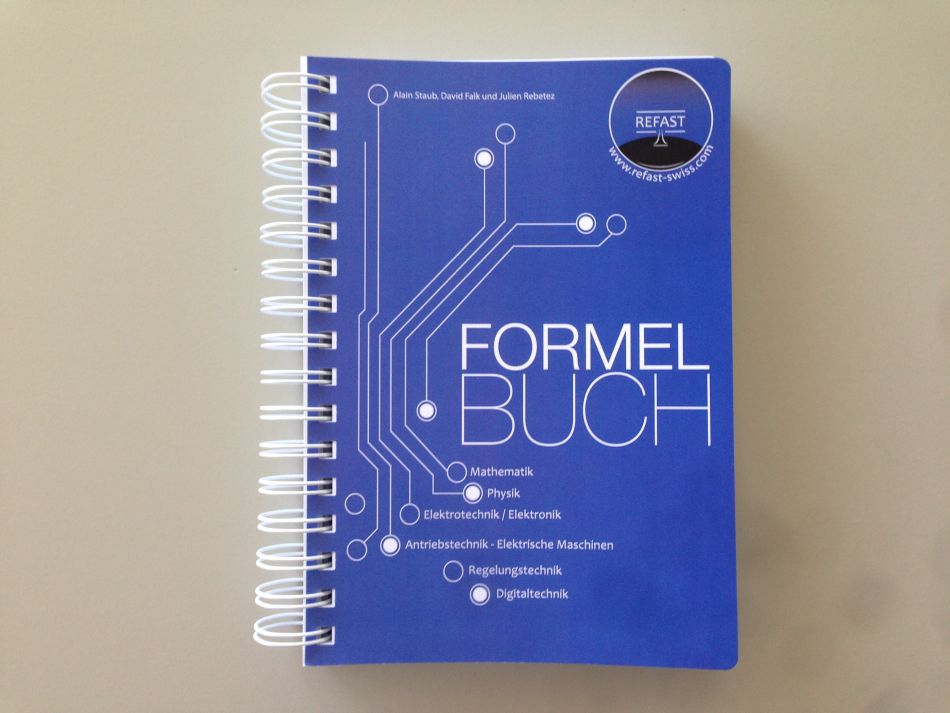 Alain Staub, David Falk und Julien Rebetez
REFAST
www.refast-swiss.com
FORMEL
BUCH
Mathematik
Physik
Elektrotechnik / Elektronik
Antriebstechnik - Elektrische Maschinen
Regelungstechnik
Digitaltechnik